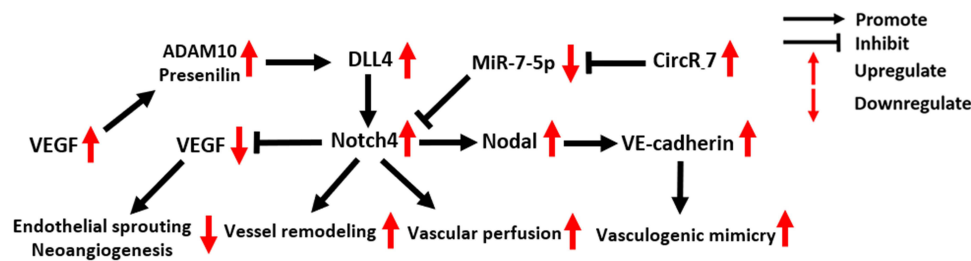 Promote
Inhibit
Upregulate
Downregulate
ADAM10
Presenilin
DLL4
MiR-7-5p
CircR_7
VEGF
VEGF
Notch4
Nodal
VE-cadherin
Endothelial sprouting
Neoangiogenesis
Vessel remodeling
Vascular perfusion
Vasculogenic mimicry